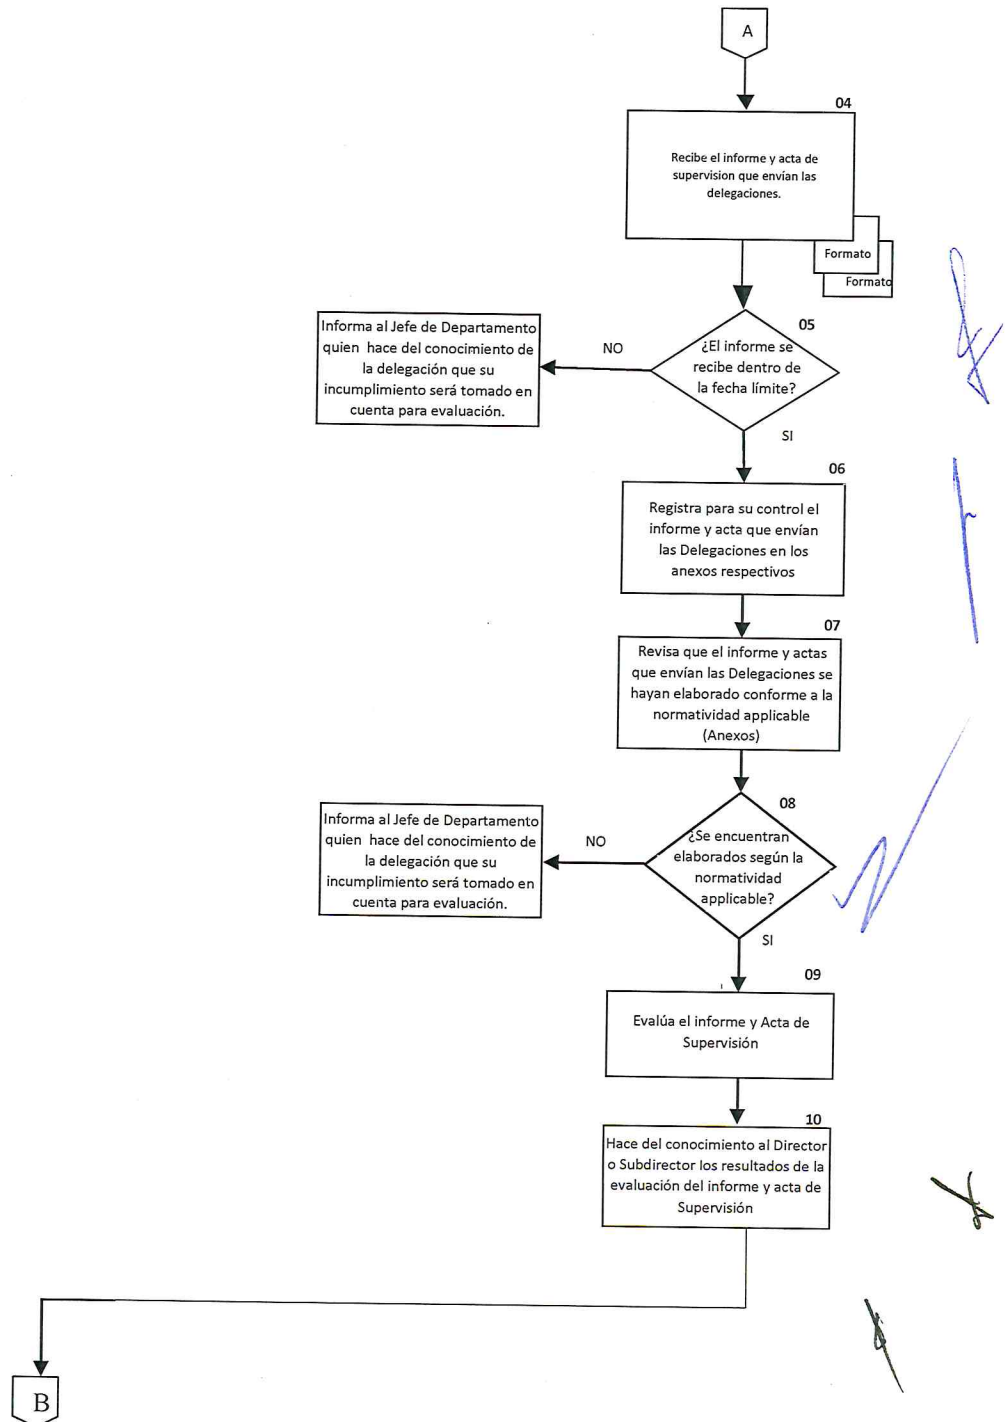 A
04
Recibe el informe y acta de
supervision que envían las
delegaciones.
Formato
Formato
05
¿El informe se
recibe dentro de
la fecha límite?
NO
Informa al Jefe de Departamento
quien hace del conocimiento de
la delegación que su
incumplimiento será tomado en
cuenta para evaluación.
SI
06
Registra para su control el
informe y acta que envían
las Delegaciones en los
anexos respectivos
07
Revisa que el informe y actas
que envían las Delegaciones se
hayan elaborado conforme a la
normatividad applicable
(Anexos)
08
¿Se encuentran
elaborados según la
normatividad
applicable?
NO
Informa al Jefe de Departamento
quien hace del conocimiento de
la delegación que su
incumplimiento será tomado en
cuenta para evaluación.
SI
09
Evalúa el informe y Acta de
Supervisión
10
Hace del conocimiento al Director
o Subdirector los resultados de la
evaluación del informe y acta de
Supervisión
B